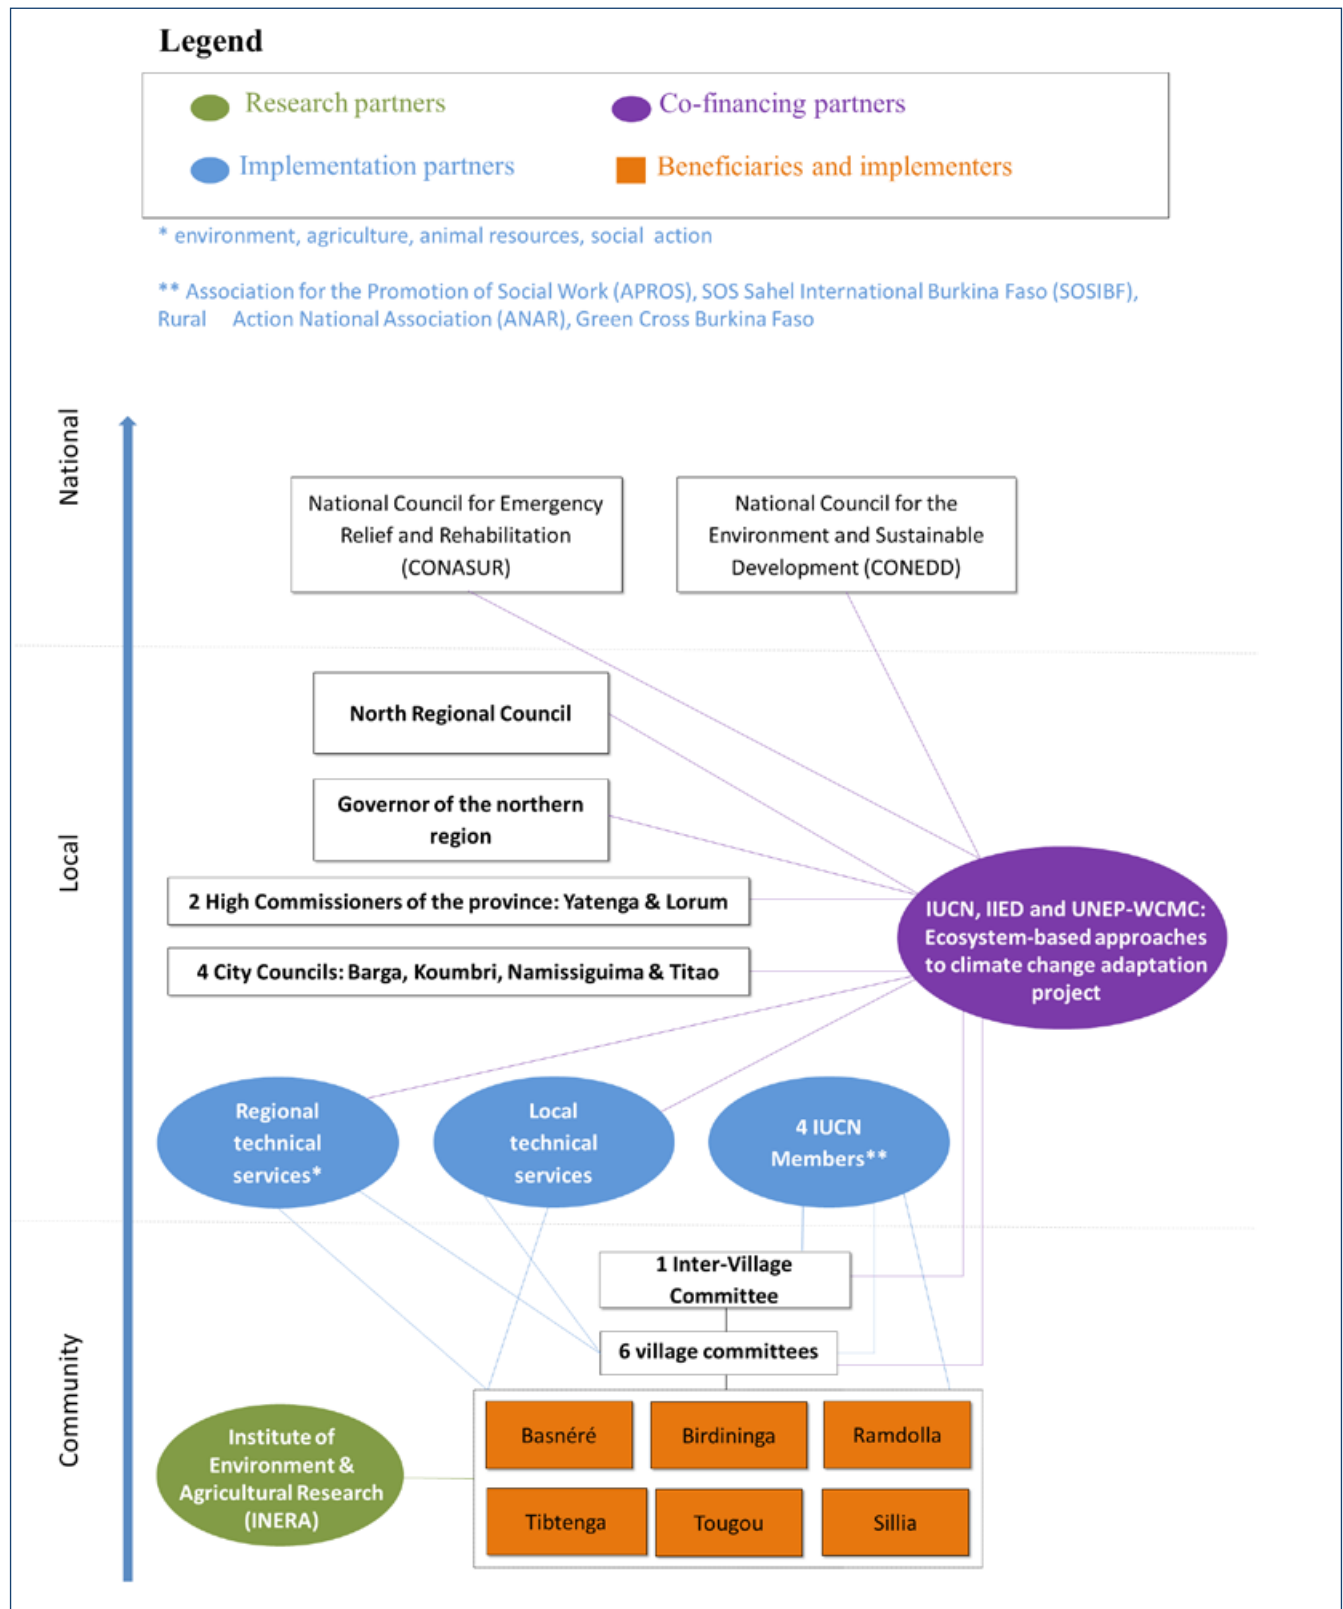 Legend
Research partners
Co-financing partners
Implementation partners
Beneficiaries and implementers
* environment, agriculture, animal resources, social action
** Association for the Promotion of Social Work (APROS), SOS Sahel International Burkina Faso (SOSIBF),
Rural Action National Association (ANAR), Green Cross Burkina Faso
National
National Council for Emergency
Relief and Rehabilitation
(CONASUR)
National Council for the
Environment and Sustainable
Development (CONEDD)
Local
North Regional Council
Governor of the northern
region
2 High Commissioners of the province: Yatenga & Lorum
4 City Councils: Barga, Koumbri, Namissiguima & Titao
IUCN, IIED and UNEP-WCMC:
Ecosystem-based approaches
to climate change adaptation
project
Regional
technical
services*
Local
technical
services
4 IUCN
Members**
Community
1 Inter-Village
Committee
6 village committees
Institute of
Environment &
Agricultural Research
(INERA)
Basnéré
Birdininga
Ramdolla
Tibtenga
Tougou
Sillia